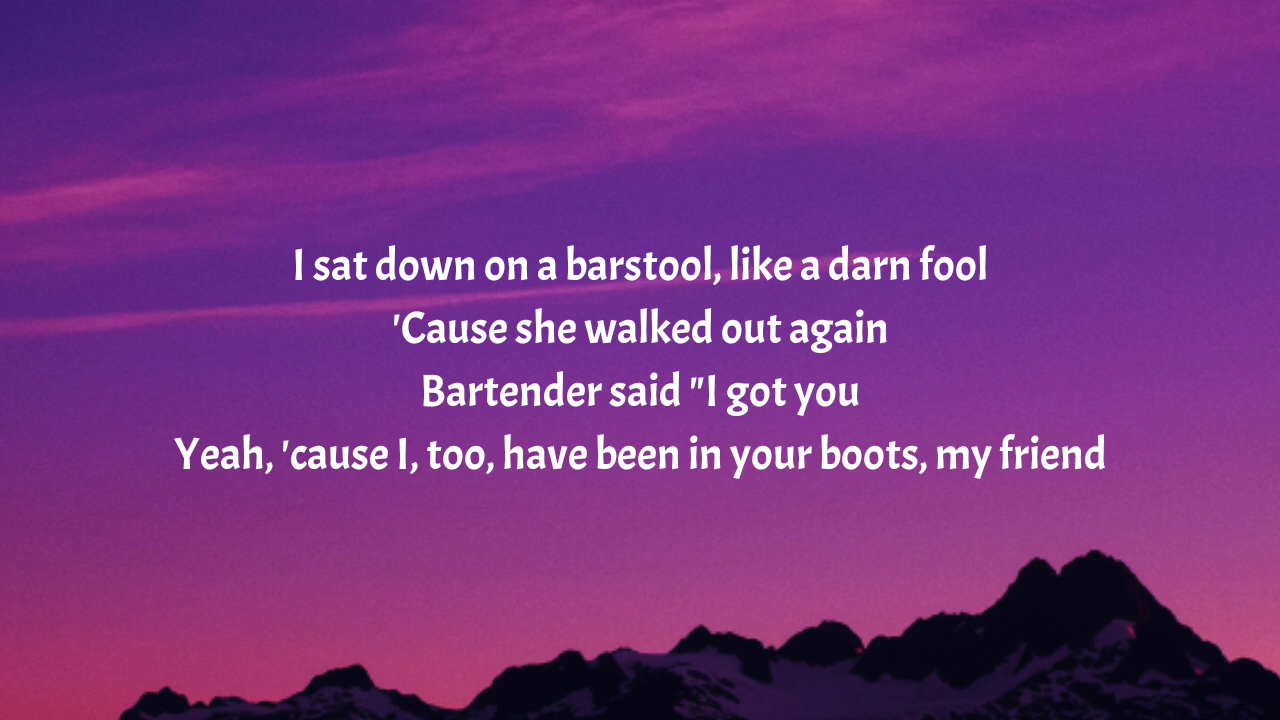 I sat down on a barstool, like a darn fool
'Cause she walked out again
Bartender said "I got you
Yeah, 'cause I, too, have been in your boots, my friend